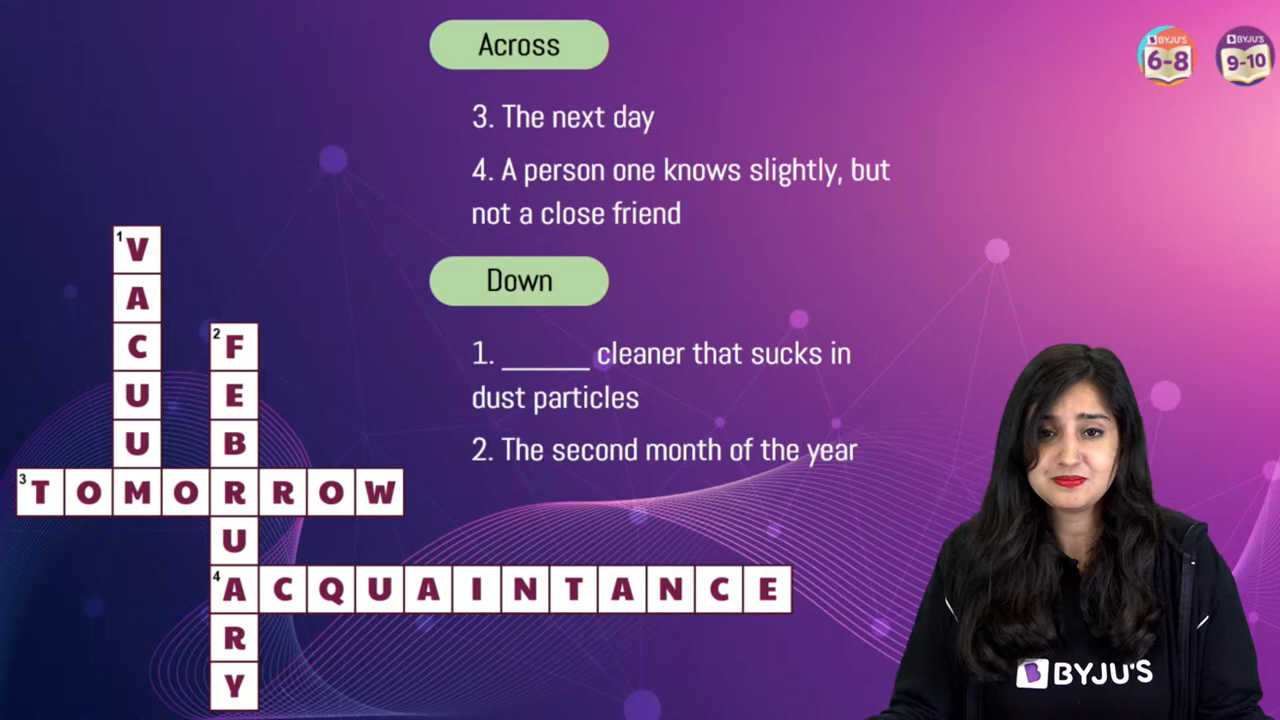 Across
BYJU'S
6-8
BYJU'S
9-10
3. The next day
4. A person one knows slightly, but
not a close friend
Down
1. ______ cleaner that sucks in
dust particles
2. The second month of the year
1 V
A
C
U
U
2 F
E
B
3 TOMORROW
U
4 ACQUAINTANCE
R
Y
BYJU'S